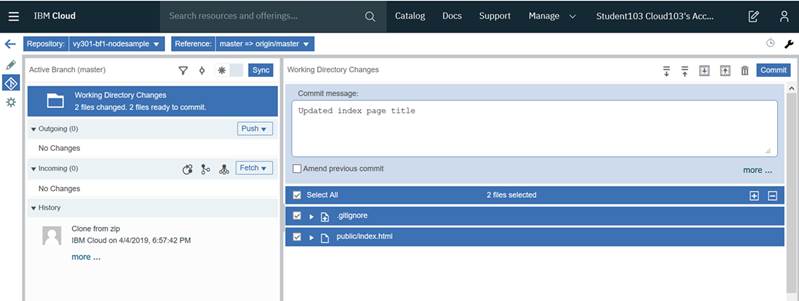 IBM Cloud
Search resources and offerings...
Catalog
Docs
Support
Manage
Student103 Cloud103's Acc...
Repository: vy301-bf1-nodesample
Reference: master => origin/master
Active Branch (master)
Sync
Working Directory Changes
2 files changed. 2 files ready to commit.
Outgoing (0)
Push
No Changes
Incoming (0)
Fetch
No Changes
History
Clone from zip
IBM Cloud on 4/4/2019, 6:57:42 PM
more ...
Working Directory Changes
Commit
Commit message:
Updated index page title
Amend previous commit
more ...
Select All
2 files selected
.gitignore
public/index.html